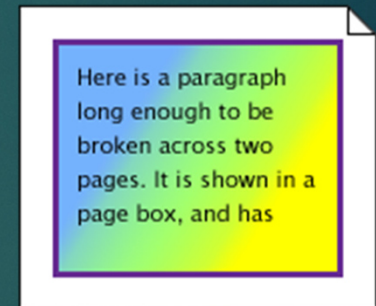 Here is a paragraph
long enough to be
broken across two
pages. It is shown in a
page box, and has